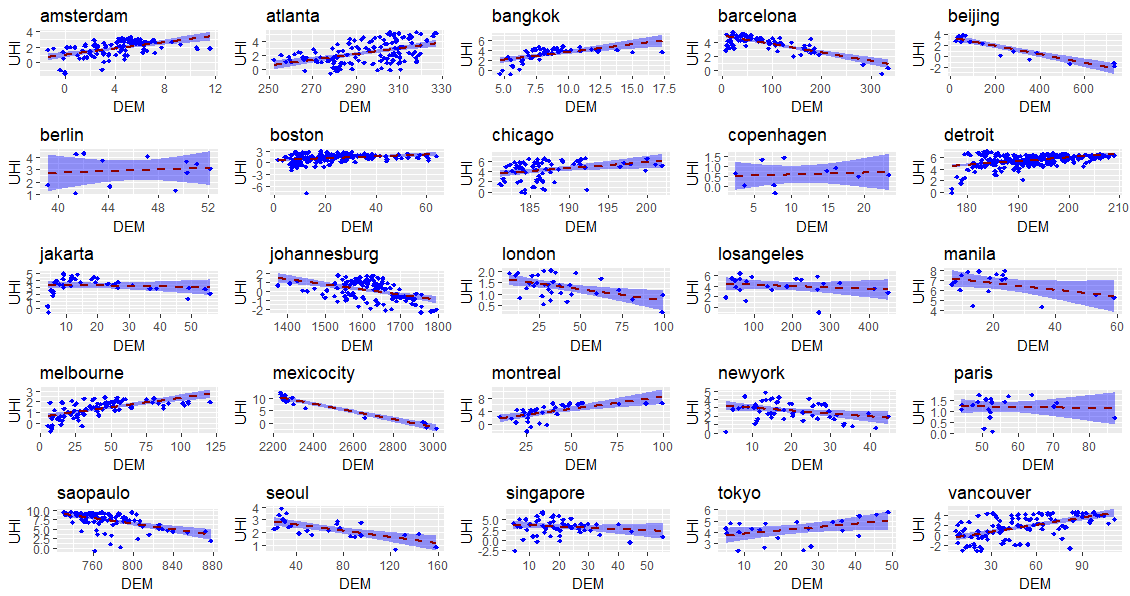 amsterdam atlanta bangkok barcelona beijing
UHI 4 2 0 UHI 4 2 0 UHI 6 4 2 0 UHI 4 2 0 UHI 4 2 0 -2
0 4 8 12 250 270 290 310 330 5.0 7.5 10.0 12.5 15.0 17.5 0 100 200 300 0 200 400 600
DEM DEM DEM DEM DEM
berlin boston chicago copenhagen detroit
UHI 4 3 2 1 UHI 3 0 -3 -6 UHI 6 4 2 0 UHI 1.5 1.0 0.5 0.0 UHI 6 4 2 0
40 44 48 52 0 20 40 60 185 190 195 200 5 10 15 20 180 190 200 210
DEM DEM DEM DEM DEM
jakarta johannesburg london losangeles manila
UHI 5 4 3 2 1 0 UHI 2 1 0 -1 -2 UHI 2.0 1.5 1.0 0.5 UHI 6 4 2 0 UHI 8 7 6 5 4
10 20 30 40 50 1400 1500 1600 1700 1800 25 50 75 100 100 200 300 400 20 40 60
DEM DEM DEM DEM DEM
melbourne mexicocity montreal newyork paris
UHI 3 2 1 0 UHI 10 5 0 UHI 8 4 0 UHI 5 4 3 2 1 0 UHI 1.5 1.0 0.5 0.0
0 25 50 75 100 125 2200 2400 2600 2800 3000 25 50 75 100 10 20 30 40 50 60 70 80
DEM DEM DEM DEM DEM
saopaulo seoul singapore tokyo vancouver
UHI 10.0 7.5 5.0 2.5 0.0 UHI 4 3 2 1 UHI 5.0 2.5 0.0 -2.5 UHI 6 5 4 3 UHI 4 2 0 -2
760 800 840 880 40 80 120 160 10 20 30 40 50 10 20 30 40 50 30 60 90
DEM DEM DEM DEM DEM